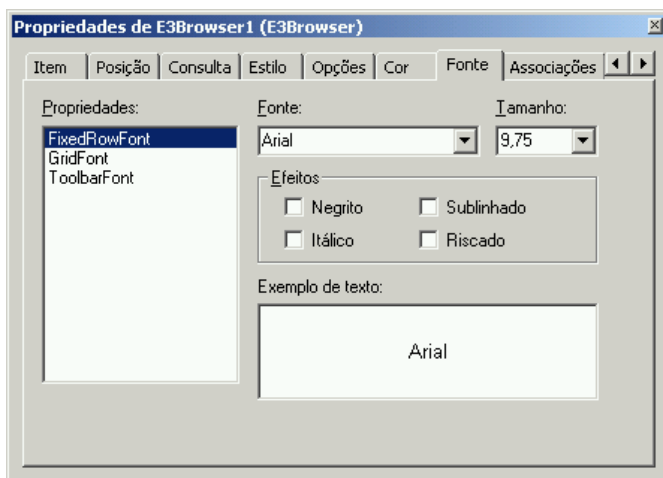 Propriedades de E3Browser1 (E3Browser)
Item Posição Consulta Estilo Opções Cor Fonte Associações
Propriedades:
FixedRowFont
GridFont
ToolbarFont
Fonte:
Arial
Tamanho:
9,75
Efeitos
Negrito Sublinhado
Itálico Riscado
Exemplo de texto:
Arial